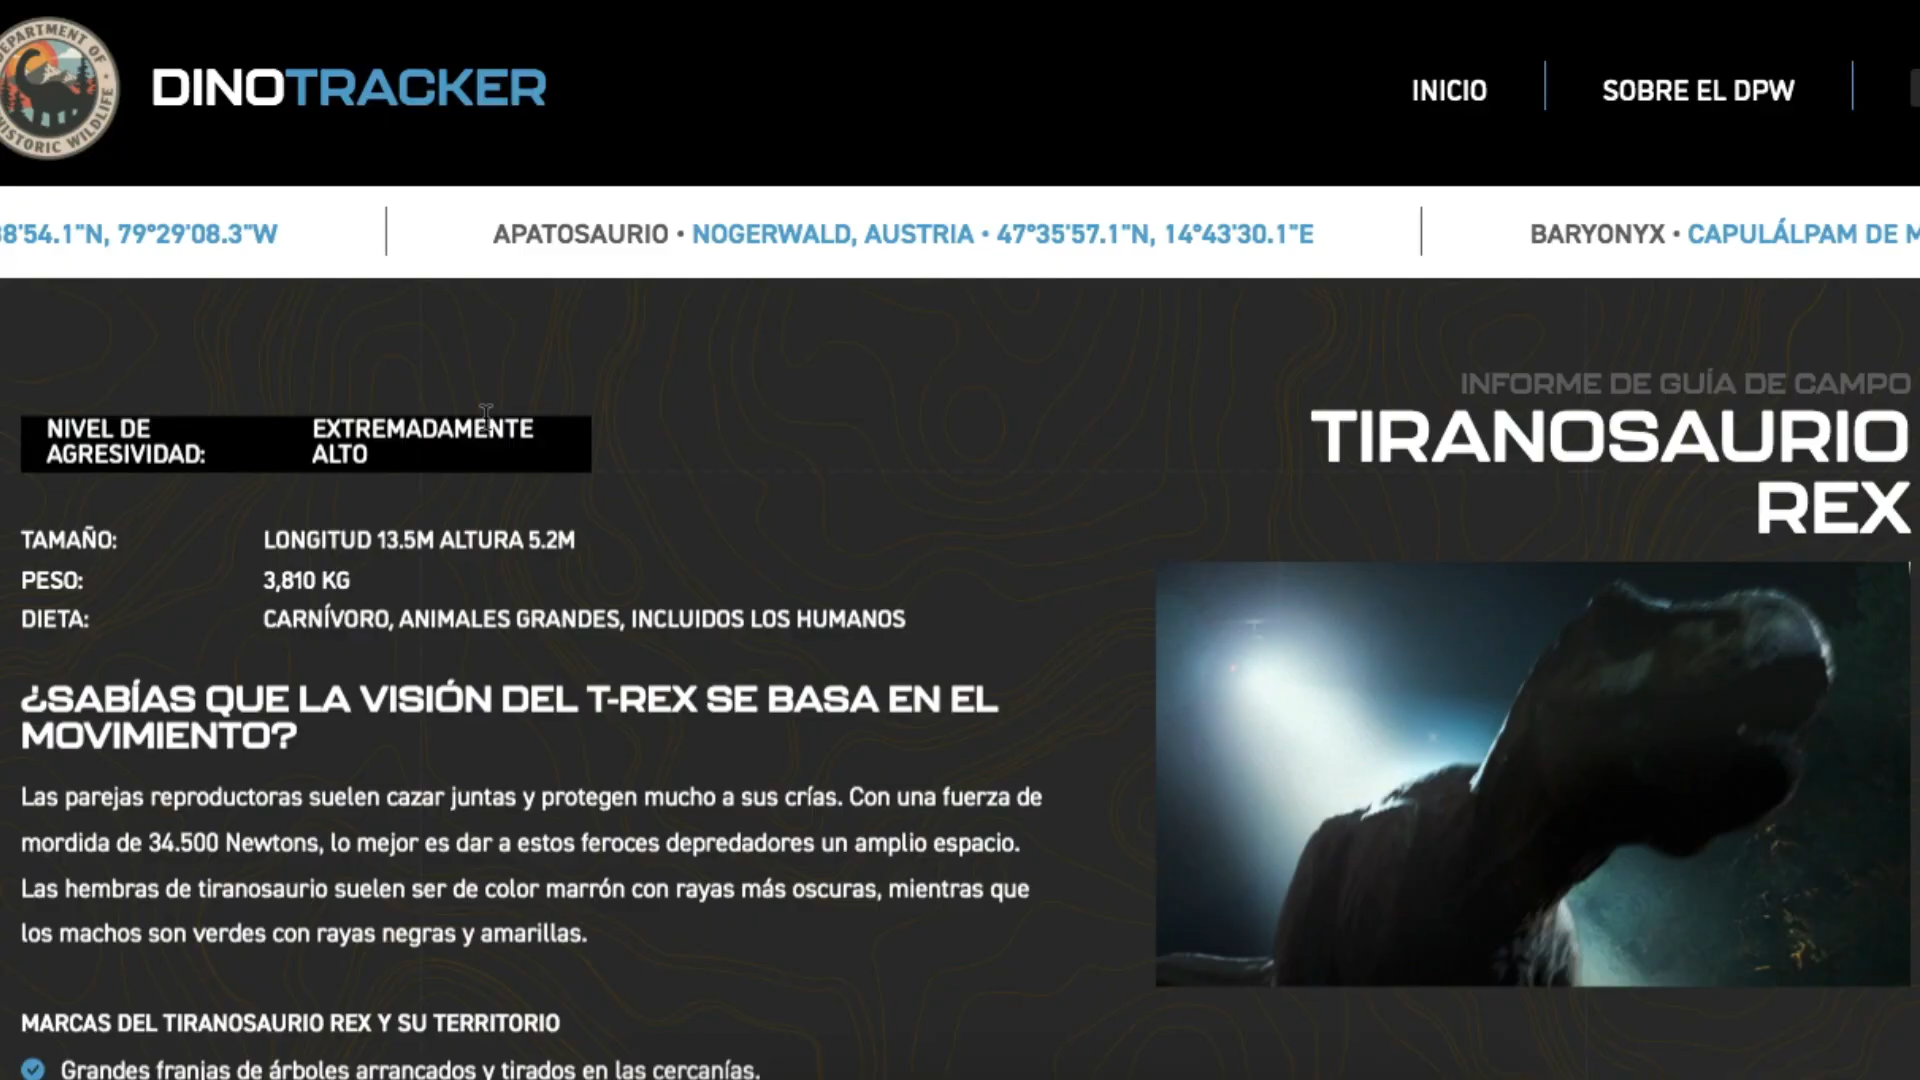 DEPARTMENT OF
HISTORIC WILDLIFE
DINOTRACKER
INICIO
SOBRE EL DPW
8'54.1"N, 79°29'08.3"W
APATOSAURIO • NOGERWALD, AUSTRIA • 47°35'57.1"N, 14°43'30.1"E
BARYONYX • CAPULÁLPAM DE M
INFORME DE GUÍA DE CAMPO
TIRANOSAURIO
REX
NIVEL DE
AGRESIVIDAD:
EXTREMADAMENTE
ALTO
TAMAÑO:
LONGITUD 13.5M ALTURA 5.2M
PESO:
3,810 KG
DIETA:
CARNÍVORO, ANIMALES GRANDES, INCLUIDOS LOS HUMANOS
¿SABÍAS QUE LA VISIÓN DEL T-REX SE BASA EN EL
MOVIMIENTO?
Las parejas reproductoras suelen cazar juntas y protegen mucho a sus crías. Con una fuerza de
mordida de 34.500 Newtons, lo mejor es dar a estos feroces depredadores un amplio espacio.
Las hembras de tiranosaurio suelen ser de color marrón con rayas más oscuras, mientras que
los machos son verdes con rayas negras y amarillas.
MARCAS DEL TIRANOSAURIO REX Y SU TERRITORIO
Grandes franjas de árboles arrancados y tirados en las cercanías.